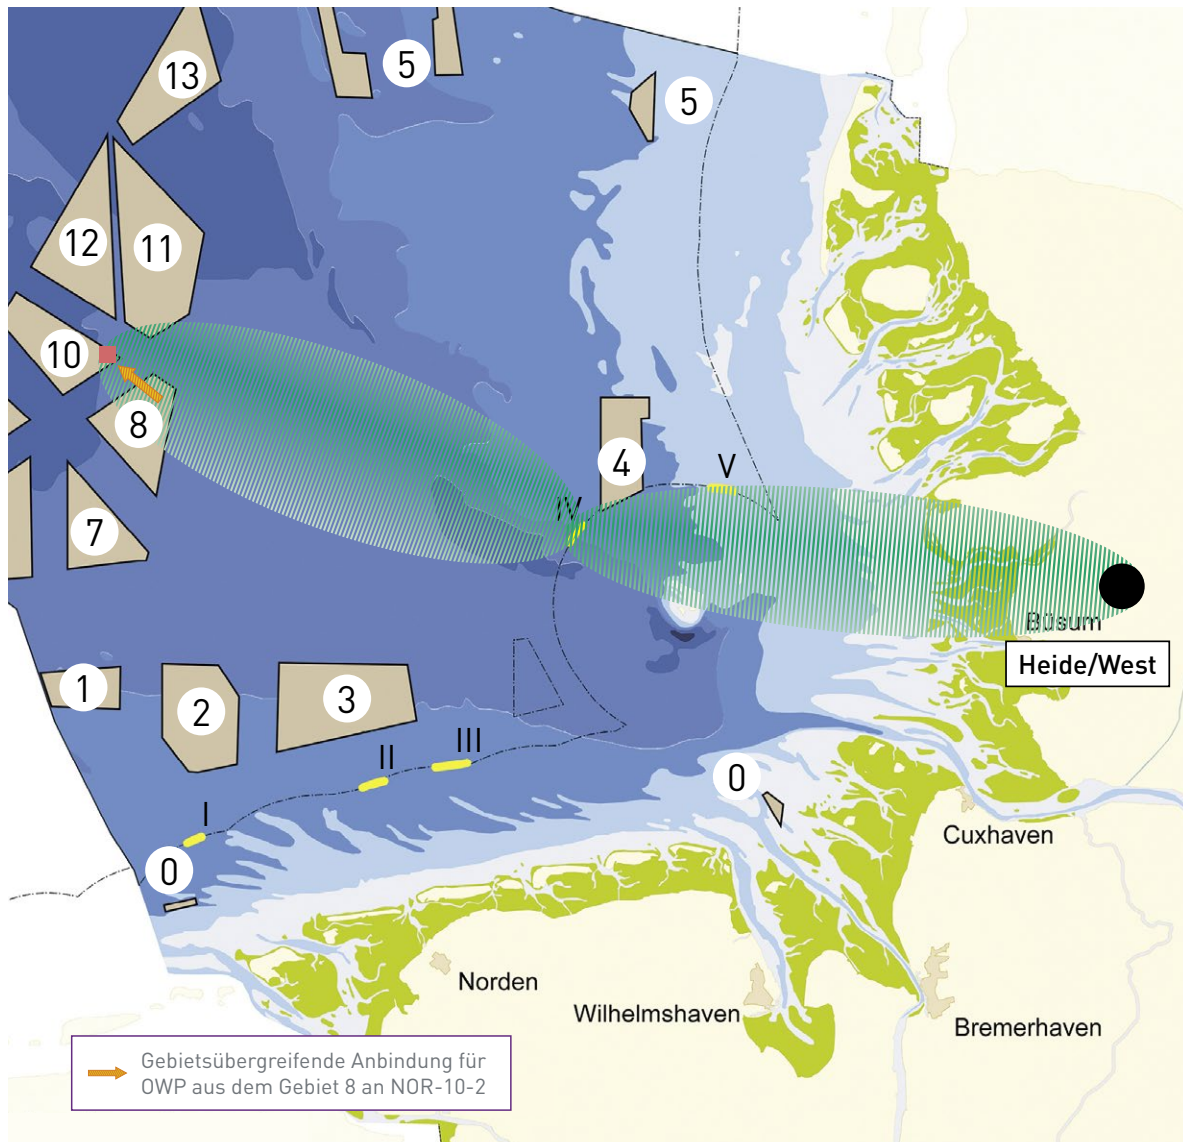 13
5
5
12
11
10
8
4
V
IV
7
Büsum
Heide/West
1
2
3
III
II
I
0
0
Cuxhaven
Norden
Wilhelmshaven
Bremerhaven
Gebietsübergreifende Anbindung für
OWP aus dem Gebiet 8 an NOR-10-2